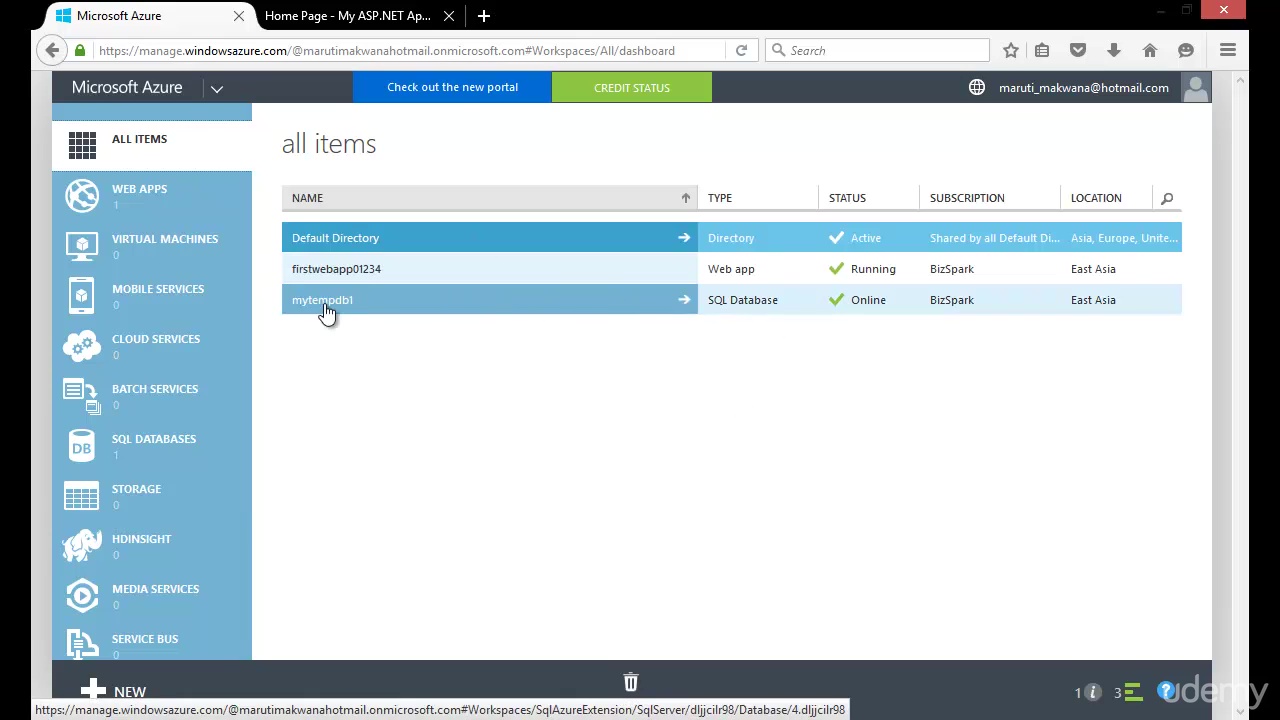 Microsoft Azure
Home Page - My ASP.NET Ap...
https://manage.windowsazure.com/@marutimakwanahotmail.onmicrosoft.com#Workspaces/All/dashboard
Search
Microsoft Azure
Check out the new portal
CREDIT STATUS
maruti_makwana@hotmail.com
ALL ITEMS
WEB APPS
1
VIRTUAL MACHINES
0
MOBILE SERVICES
0
CLOUD SERVICES
0
BATCH SERVICES
0
DB
SQL DATABASES
1
STORAGE
0
HDINSIGHT
0
MEDIA SERVICES
0
SERVICE BUS
0
all items
NAME TYPE STATUS SUBSCRIPTION LOCATION
Default Directory Directory Active Shared by all Default Di... Asia, Europe, Unite...
firstwebapp01234 Web app Running BizSpark East Asia
mytempdb1 SQL Database Online BizSpark East Asia
NEW
1 i 3 ?
udemy
https://manage.windowsazure.com/@marutimakwanahotmail.onmicrosoft.com#Workspaces/SqlAzureExtension/SqlServer/dljjcilr98/Database/4.dljjcilr98